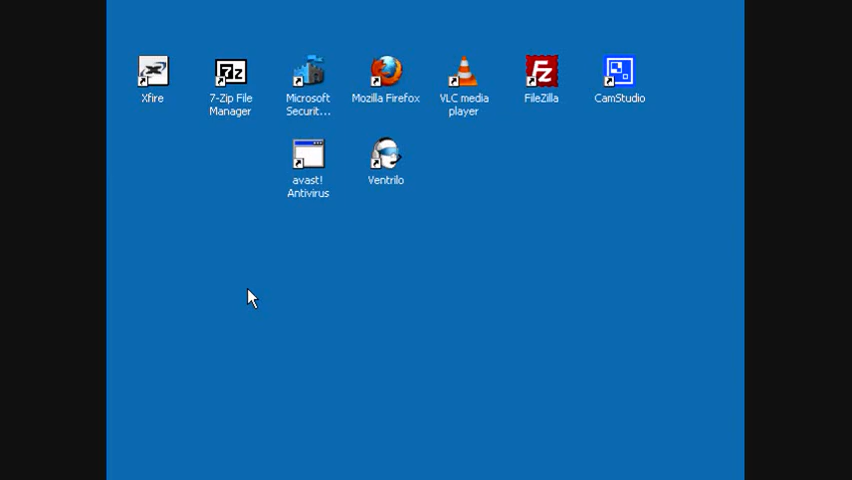 Xfire
7-Zip File
Manager
Microsoft
Securit...
Mozilla Firefox
VLC media
player
FileZilla
CamStudio
avast!
Antivirus
Ventrilo